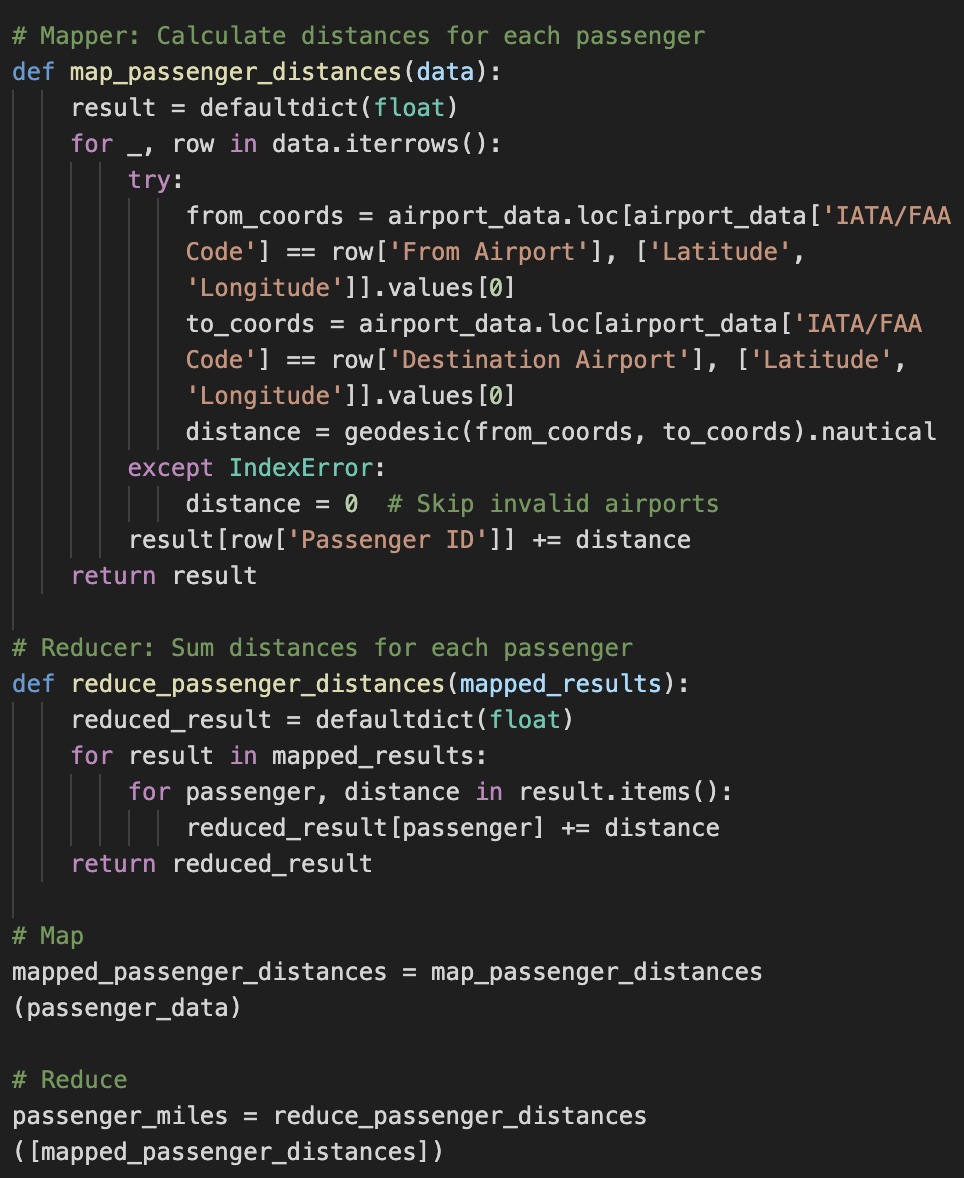 # Mapper: Calculate distances for each passenger
def map_passenger_distances(data):
    result = defaultdict(float)
    for _, row in data.iterrows():
        try:
            from_coords = airport_data.loc[airport_data['IATA/FAA
            Code'] == row['From Airport'], ['Latitude',
            'Longitude']].values[0]
            to_coords = airport_data.loc[airport_data['IATA/FAA
            Code'] == row['Destination Airport'], ['Latitude',
            'Longitude']].values[0]
            distance = geodesic(from_coords, to_coords).nautical
        except IndexError:
            distance = 0  # Skip invalid airports
        result[row['Passenger ID']] += distance
    return result

# Reducer: Sum distances for each passenger
def reduce_passenger_distances(mapped_results):
    reduced_result = defaultdict(float)
    for result in mapped_results:
        for passenger, distance in result.items():
            reduced_result[passenger] += distance
    return reduced_result

# Map
mapped_passenger_distances = map_passenger_distances
(passenger_data)

# Reduce
passenger_miles = reduce_passenger_distances
([mapped_passenger_distances])